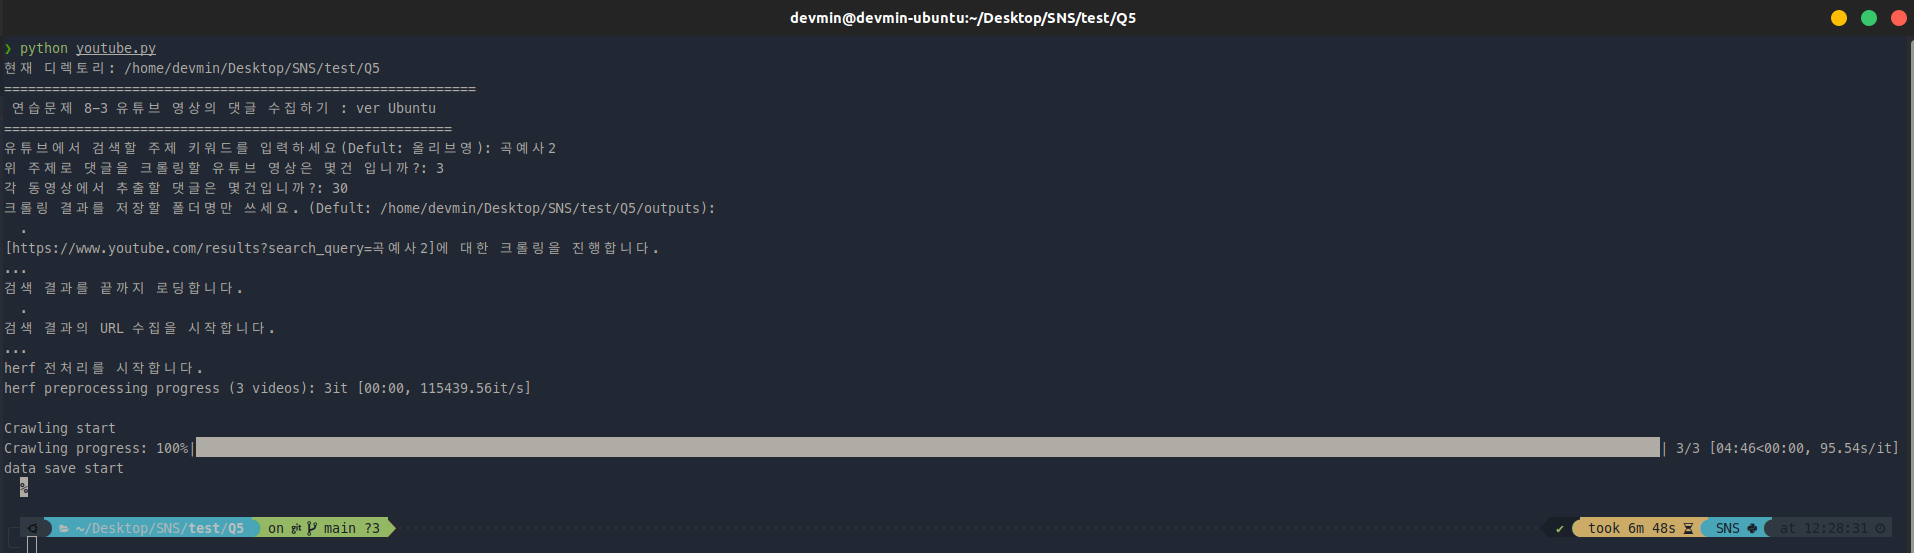 devmin@devmin-ubuntu:~/Desktop/SNS/test/Q5
❯ python youtube.py
현재 디렉토리: /home/devmin/Desktop/SNS/test/Q5
===========================================================
연습문제 8-3 유튜브 영상의 댓글 수집하기 : ver Ubuntu
========================================================
유튜브에서 검색할 주제 키워드를 입력하세요(Defult: 올리브영): 곡예사2
위 주제로 댓글을 크롤링할 유튜브 영상은 몇건 입니까?: 3
각 동영상에서 추출할 댓글은 몇건입니까?: 30
크롤링 결과를 저장할 폴더명만 쓰세요. (Defult: /home/devmin/Desktop/SNS/test/Q5/outputs):
.
[https://www.youtube.com/results?search_query=곡예사2]에 대한 크롤링을 진행합니다.
...
검색 결과를 끝까지 로딩합니다.
.
검색 결과의 URL 수집을 시작합니다.
...
herf 전처리를 시작합니다.
herf preprocessing progress (3 videos): 3it [00:00, 115439.56it/s]
Crawling start
Crawling progress: 100%| | 3/3 [04:46<00:00, 95.54s/it]
data save start
%
~/Desktop/SNS/test/Q5 on git main ?3 ✔ took 6m 48s SNS at 12:28:31